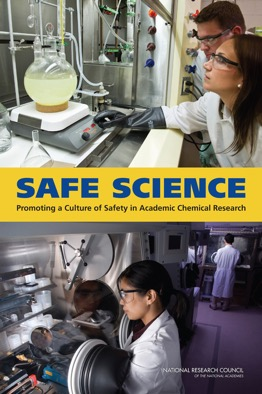 SAFE SCIENCE
Promoting a Culture of Safety in Academic Chemical Research
NATIONAL RESEARCH COUNCIL
OF THE NATIONAL ACADEMIES